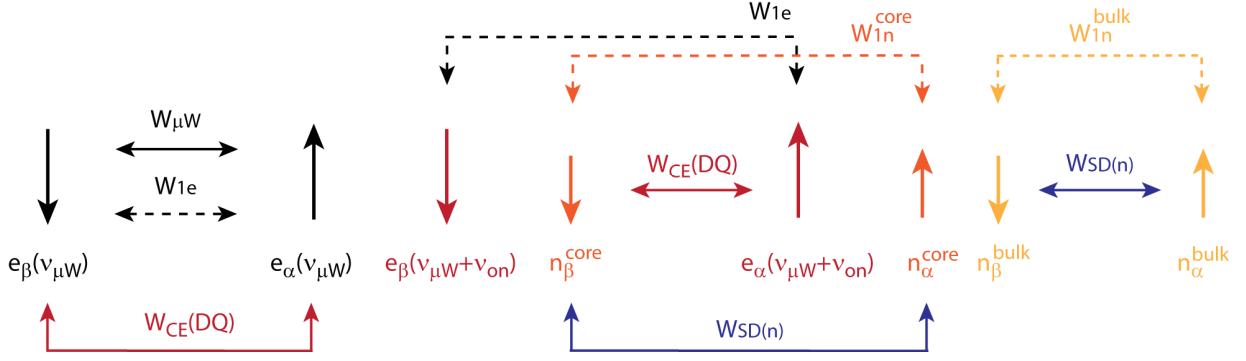 W1e
W1n^core
W1n^bulk
WμW
W1e
WCE(DQ)
WSD(n)
eβ(νμW)
eα(νμW)
eβ(νμW+νon)
nβ^core
eα(νμW+νon)
nα^core
nβ^bulk
nα^bulk
WCE(DQ)
WSD(n)